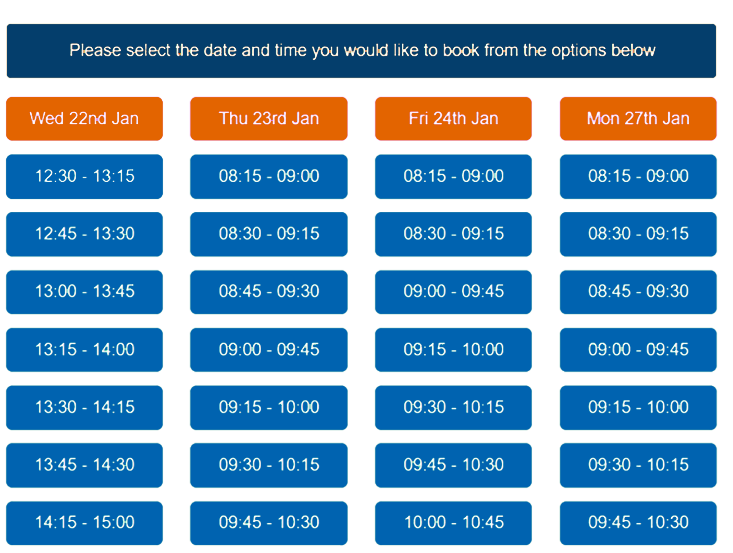 Please select the date and time you would like to book from the options below
Wed 22nd Jan Thu 23rd Jan Fri 24th Jan Mon 27th Jan
12:30 - 13:15 08:15 - 09:00 08:15 - 09:00 08:15 - 09:00
12:45 - 13:30 08:30 - 09:15 08:30 - 09:15 08:30 - 09:15
13:00 - 13:45 08:45 - 09:30 09:00 - 09:45 08:45 - 09:30
13:15 - 14:00 09:00 - 09:45 09:15 - 10:00 09:00 - 09:45
13:30 - 14:15 09:15 - 10:00 09:30 - 10:15 09:15 - 10:00
13:45 - 14:30 09:30 - 10:15 09:45 - 10:30 09:30 - 10:15
14:15 - 15:00 09:45 - 10:30 10:00 - 10:45 09:45 - 10:30